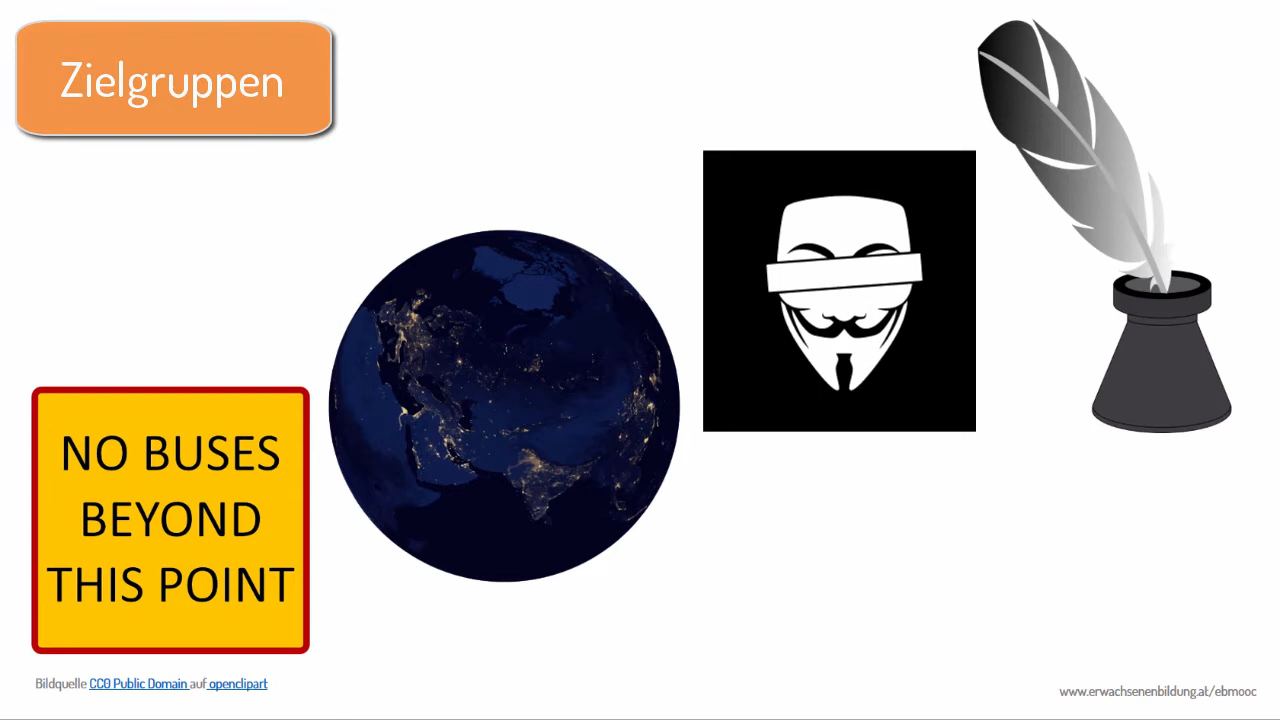 Zielgruppen
NO BUSES
BEYOND
THIS POINT
Bildquelle CC0 Public Domain auf openclipart
www.erwachsenenbildung.at/ebmooc